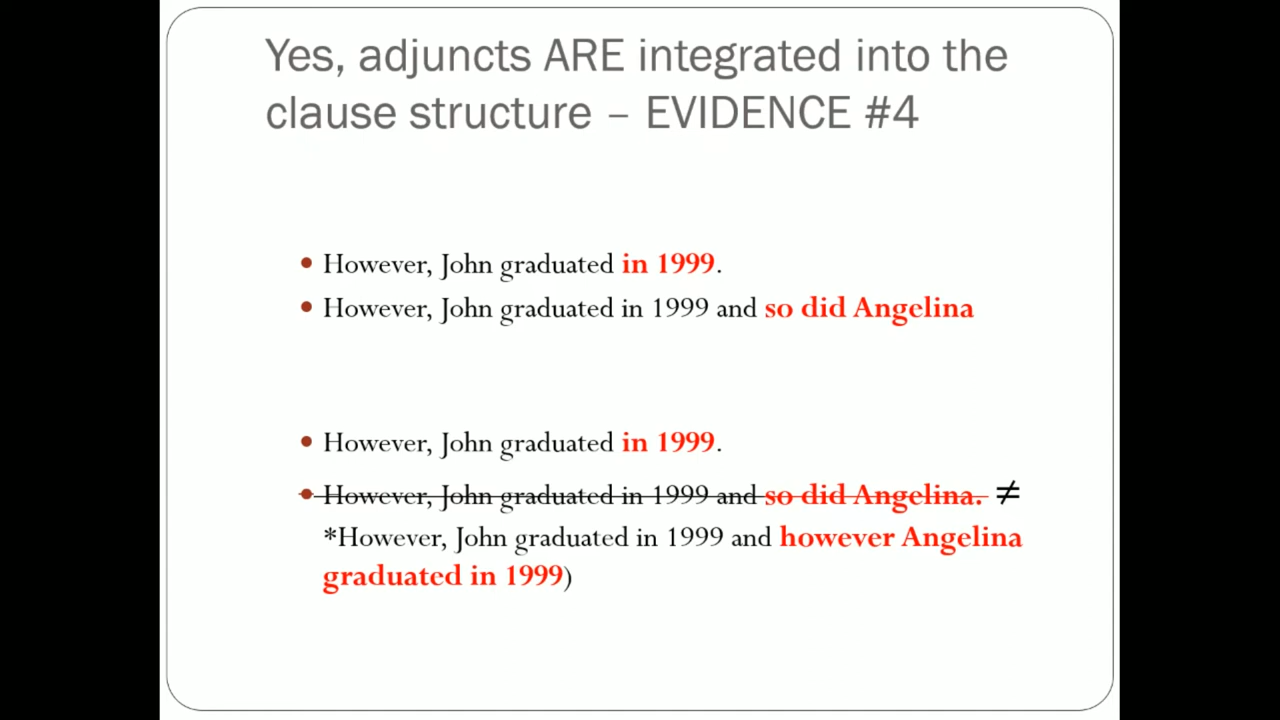 Yes, adjuncts ARE integrated into the
clause structure – EVIDENCE #4
• However, John graduated in 1999.
• However, John graduated in 1999 and so did Angelina
• However, John graduated in 1999.
• However, John graduated in 1999 and so did Angelina. ≠
*However, John graduated in 1999 and however Angelina
graduated in 1999)